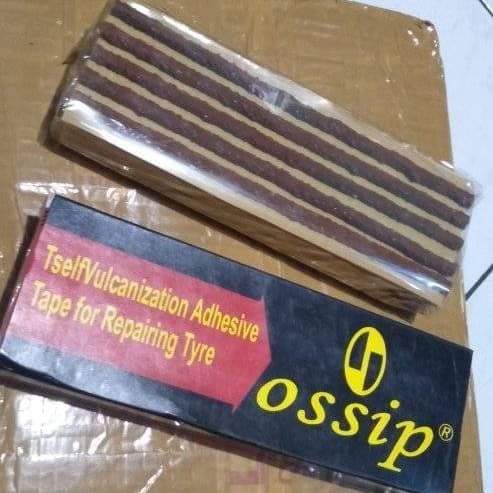 TselfVulcanization Adhesive
Tape for Repairing Tyre
ossip®